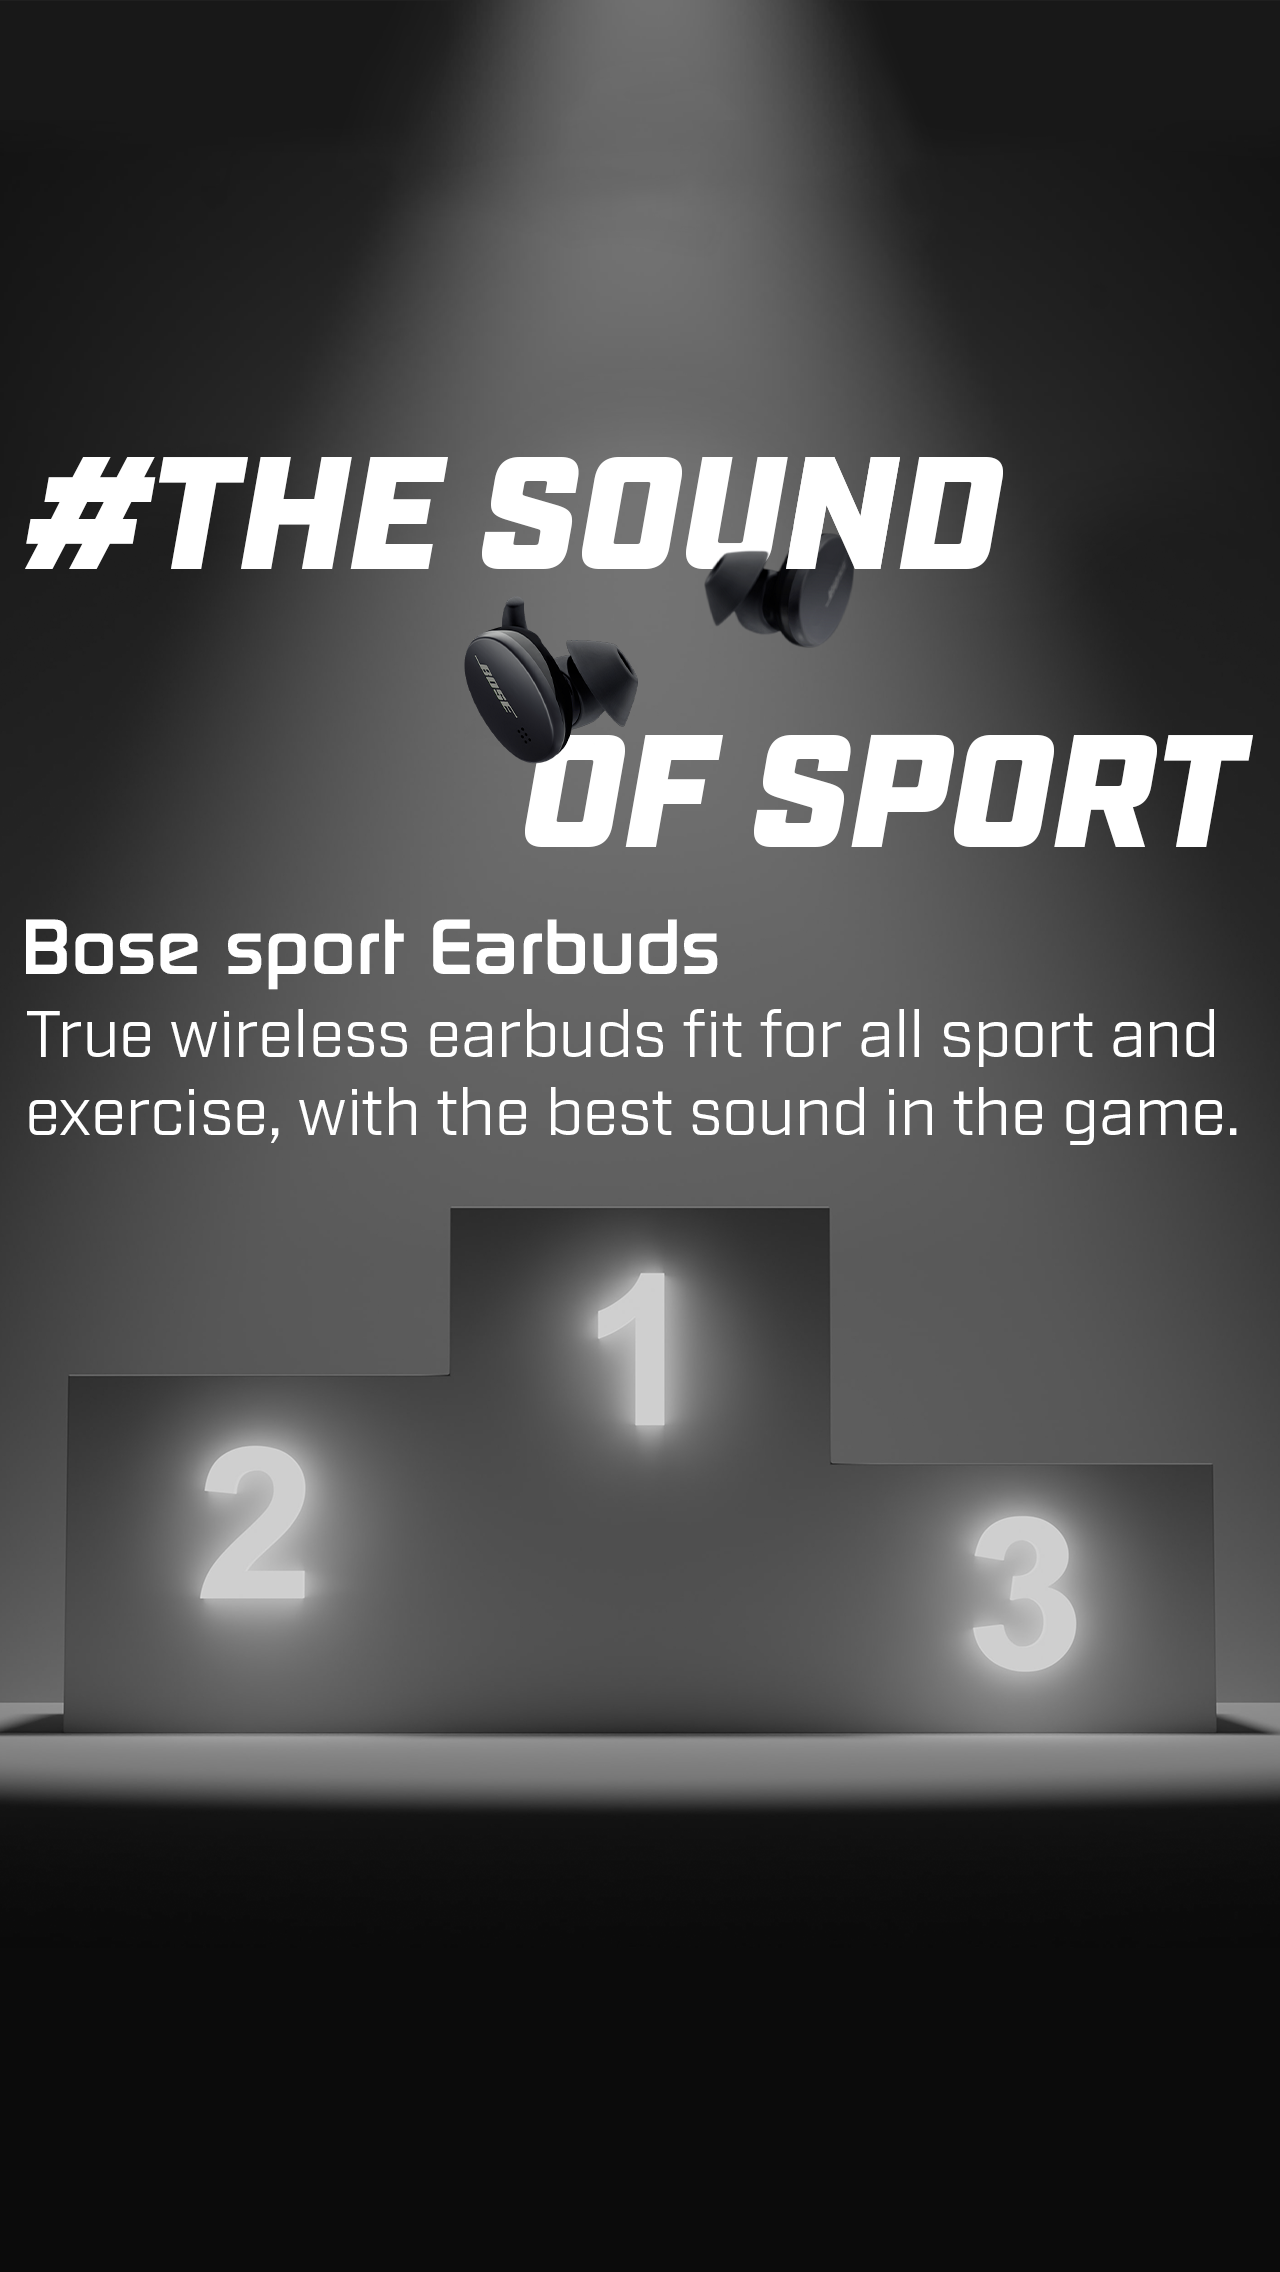 #THE SOUND
BOSE
OF SPORT
Bose sport Earbuds
True wireless earbuds fit for all sport and
exercise, with the best sound in the game.
1
2
3